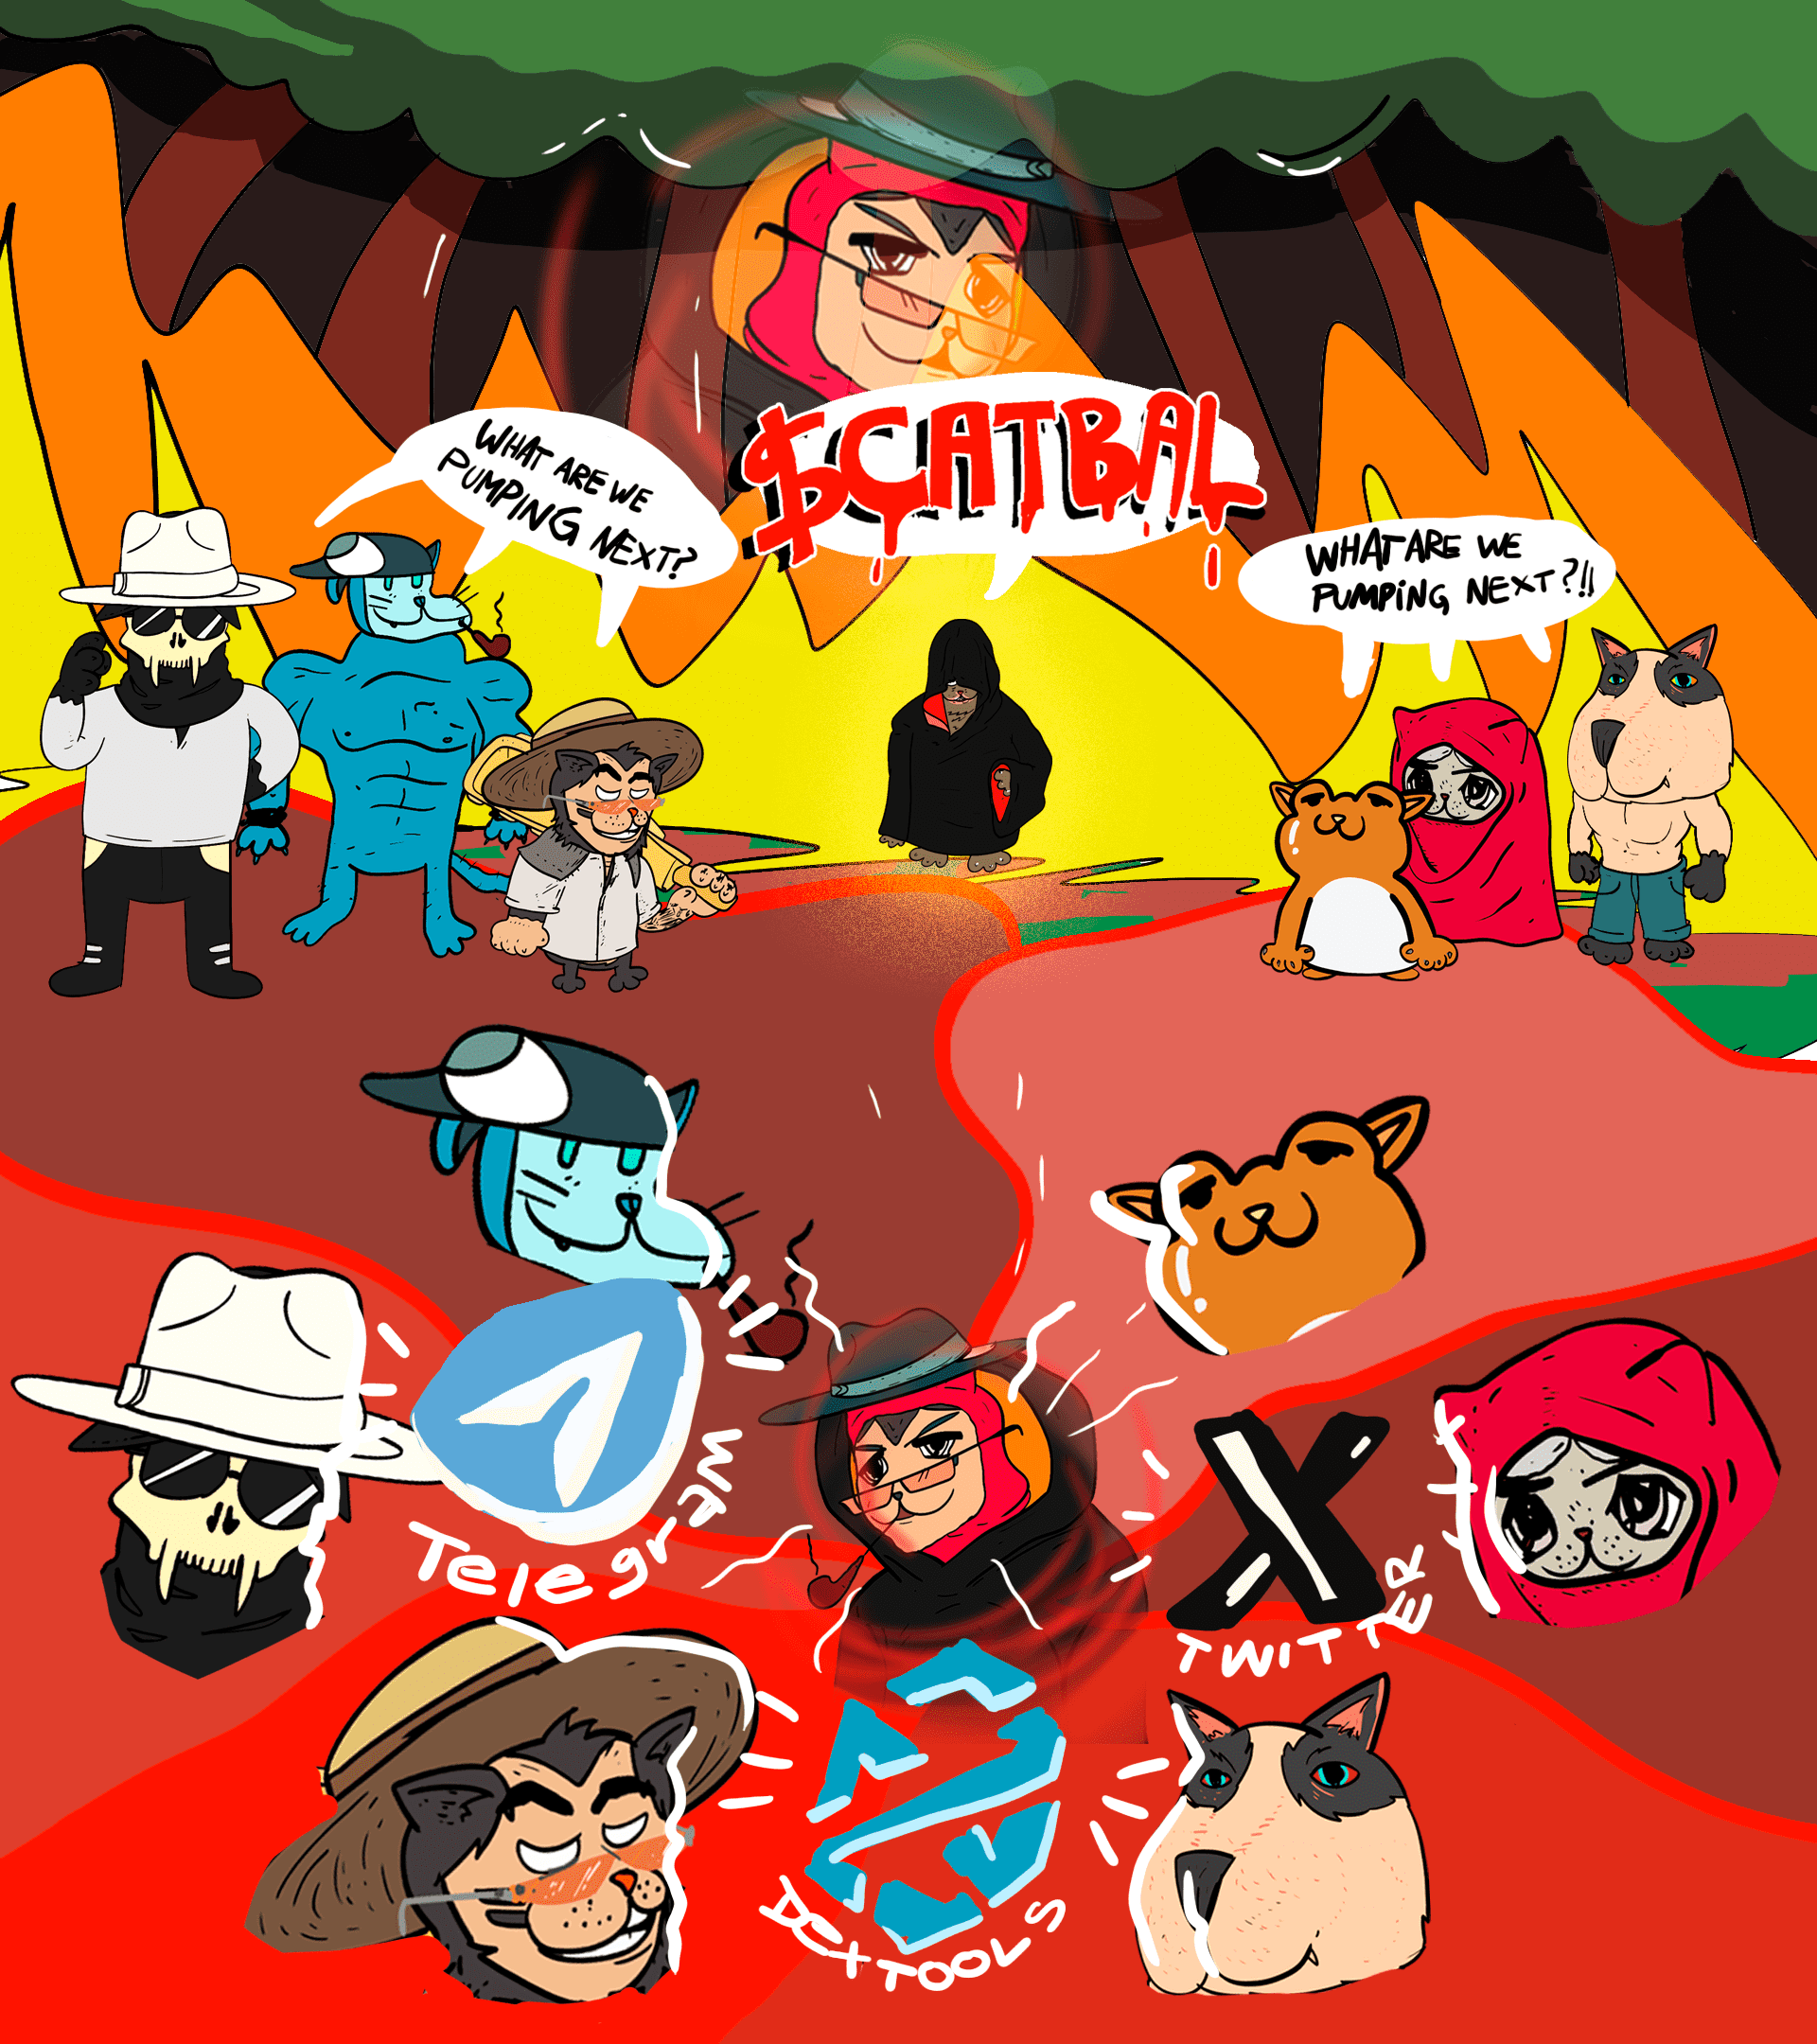 $CATBAL
WHAT ARE WE
PUMPING NEXT?
WHAT ARE WE
PUMPING NEXT?!!
TelegrAM
X
TWITTER
DEXTOOLS